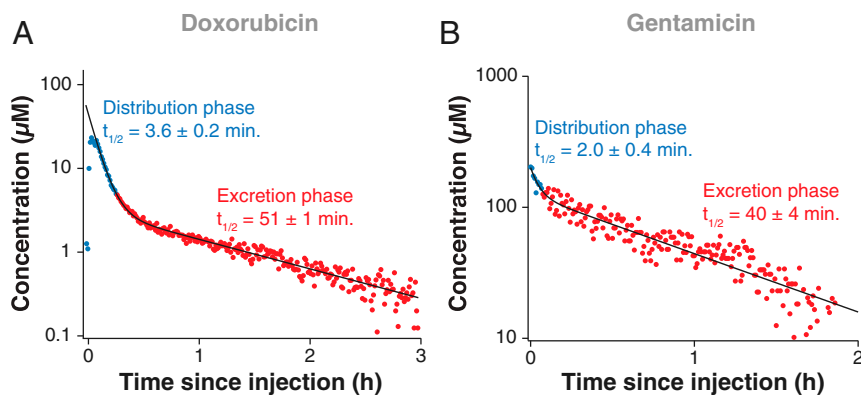 A
Doxorubicin
Concentration (µM)
100
10
1
0.1
Distribution phase
t1/2 = 3.6 ± 0.2 min.
Excretion phase
t1/2 = 51 ± 1 min.
0
1
2
3
Time since injection (h)
B
Gentamicin
Concentration (µM)
1000
100
10
Distribution phase
t1/2 = 2.0 ± 0.4 min.
Excretion phase
t1/2 = 40 ± 4 min.
0
1
2
Time since injection (h)